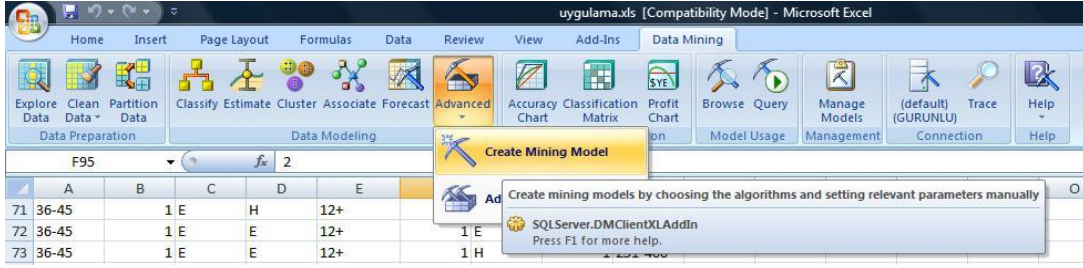 uygulama.xls [Compatibility Mode] - Microsoft Excel
Home Insert Page Layout Formulas Data Review View Add-Ins Data Mining
Explore Data Clean Data Partition Data Classify Estimate Cluster Associate Forecast Advanced Accuracy Chart Classification Matrix Profit Chart Browse Query Manage Models (default) (GURUNLU) Trace Help
Data Preparation Data Modeling on Model Usage Management Connection Help
F95 fx 2
Create Mining Model
A B C D E O
Ad
Create mining models by choosing the algorithms and setting relevant parameters manually
71 36-45 1 E H 12+
SQLServer.DMClientXLAddIn
72 36-45 1 E E 12+ 1 E
Press F1 for more help.
73 36-45 1 E E 12+ 1 H